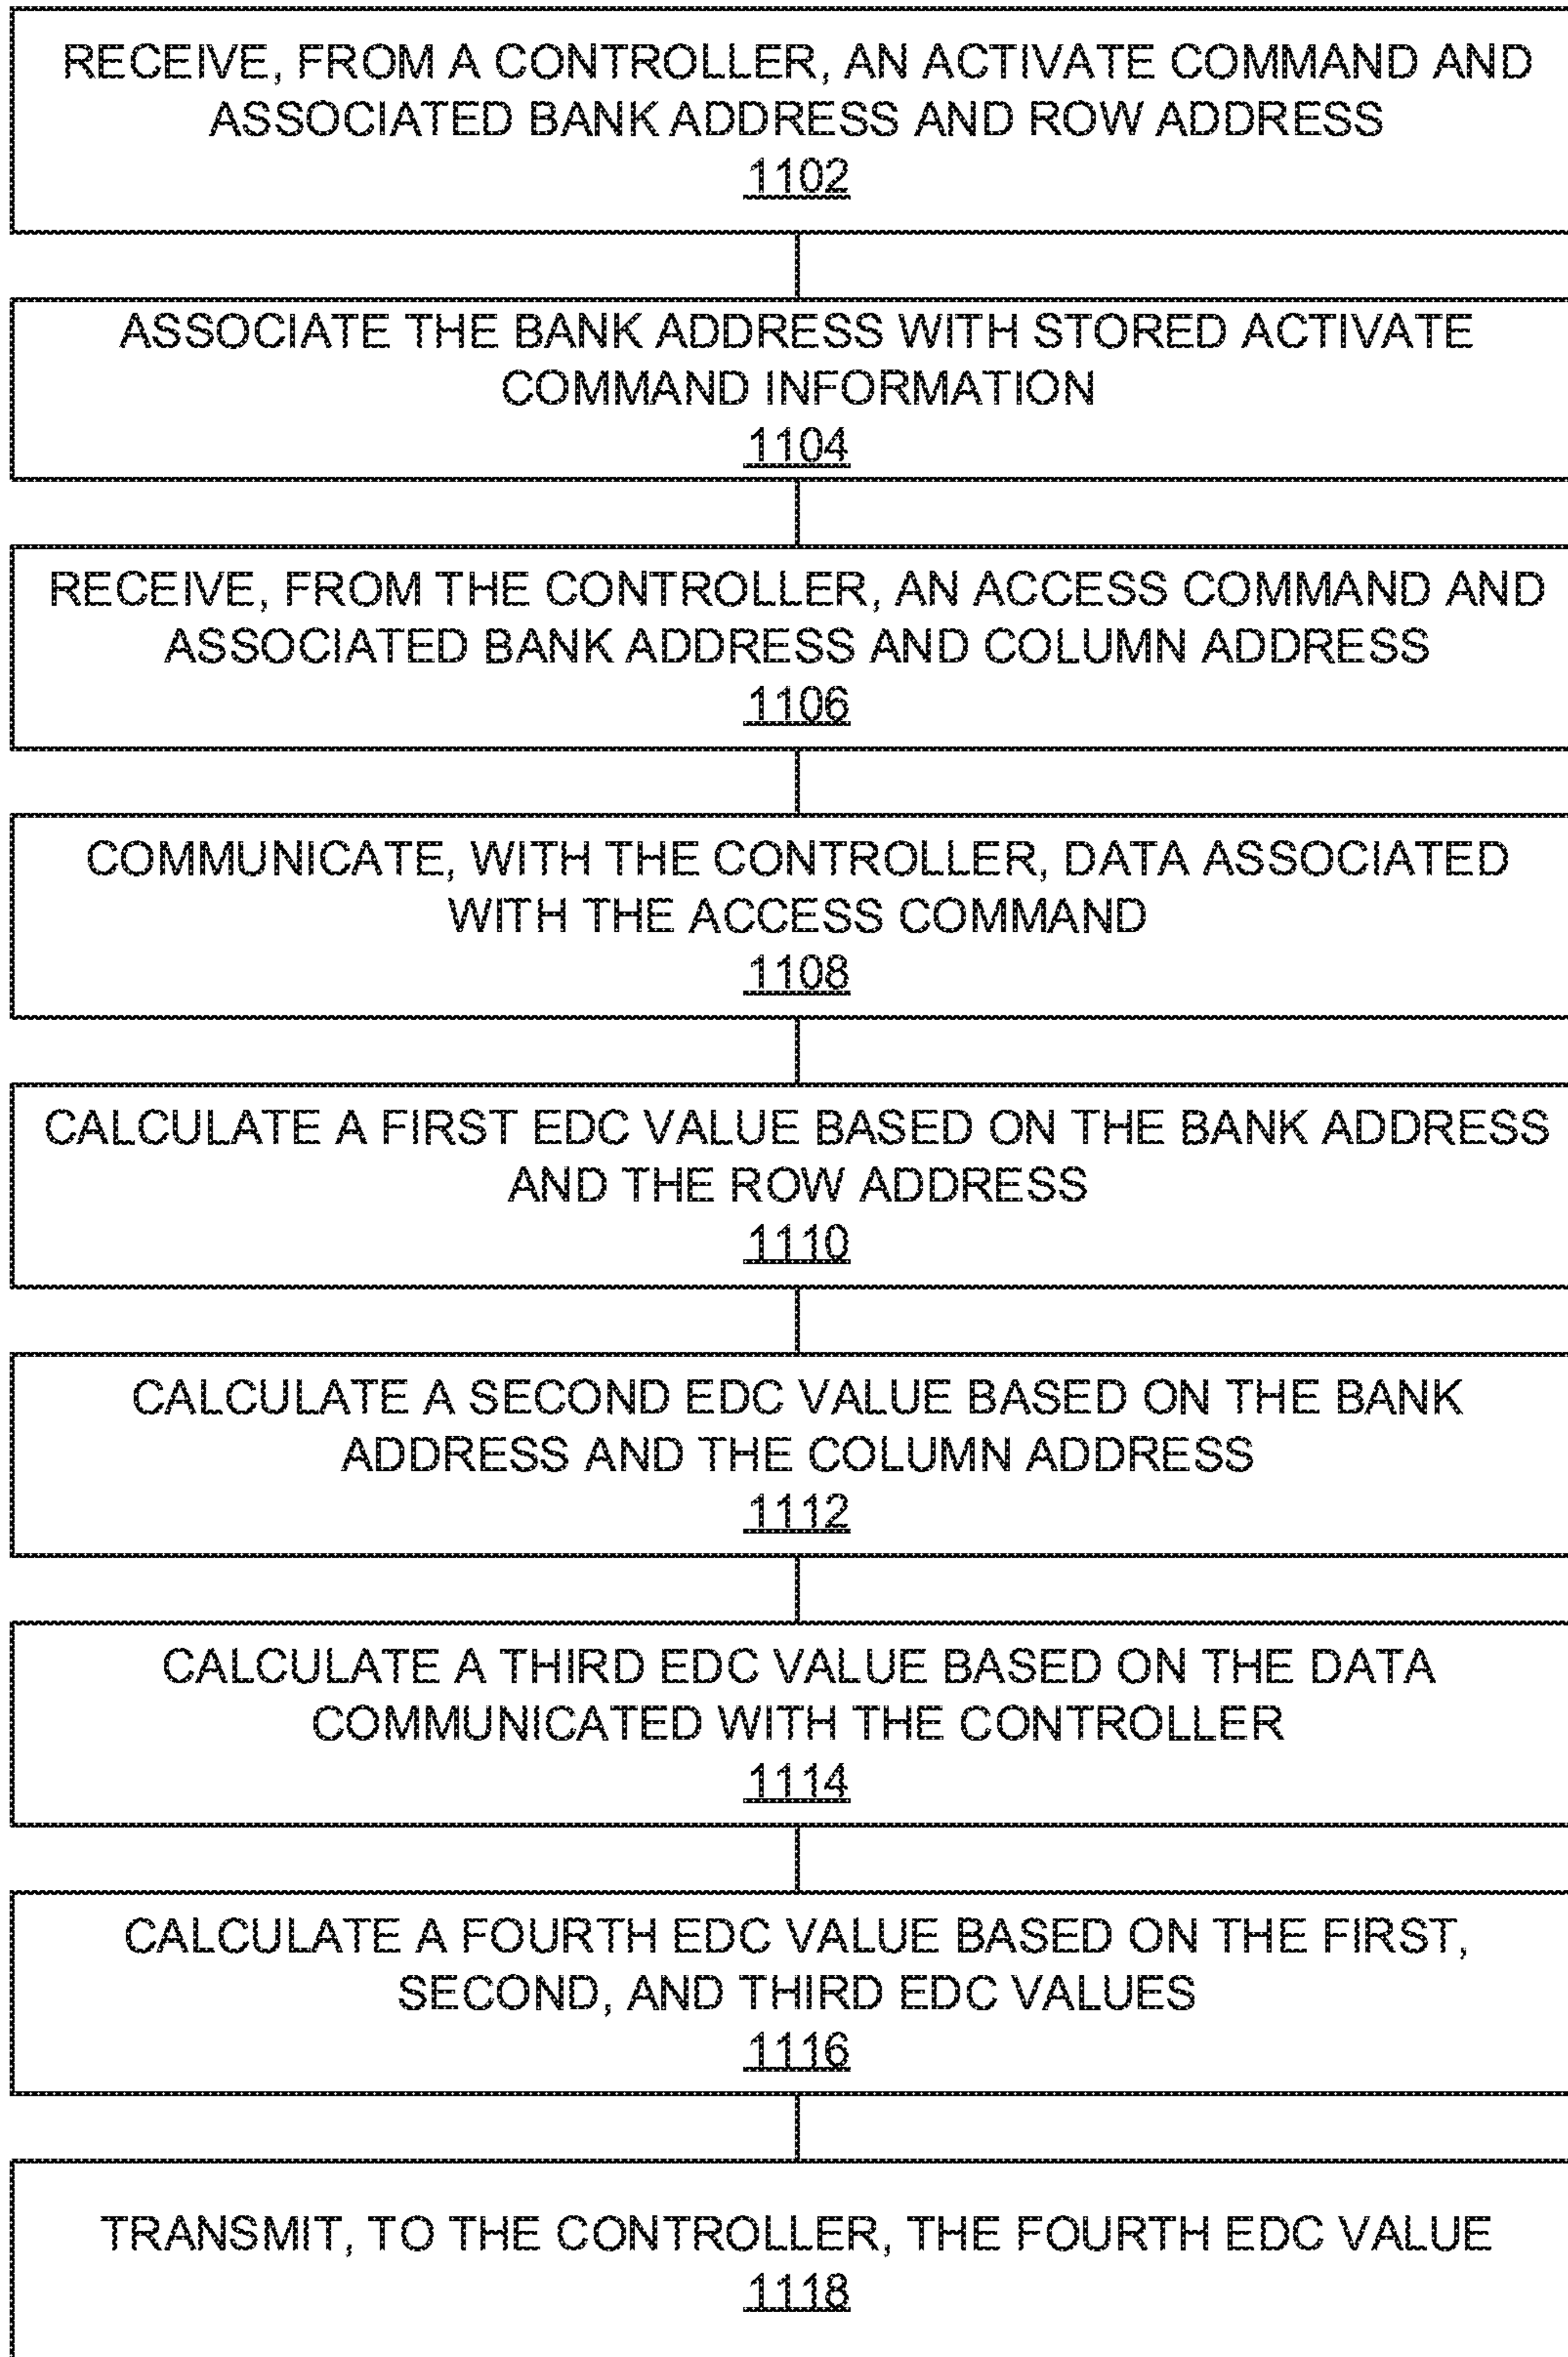 RECEIVE, FROM A CONTROLLER, AN ACTIVATE COMMAND AND
ASSOCIATED BANK ADDRESS AND ROW ADDRESS
1102
ASSOCIATE THE BANK ADDRESS WITH STORED ACTIVATE
COMMAND INFORMATION
1104
RECEIVE, FROM THE CONTROLLER, AN ACCESS COMMAND AND
ASSOCIATED BANK ADDRESS AND COLUMN ADDRESS
1106
COMMUNICATE, WITH THE CONTROLLER, DATA ASSOCIATED
WITH THE ACCESS COMMAND
1108
CALCULATE A FIRST EDC VALUE BASED ON THE BANK ADDRESS
AND THE ROW ADDRESS
1110
CALCULATE A SECOND EDC VALUE BASED ON THE BANK
ADDRESS AND THE COLUMN ADDRESS
1112
CALCULATE A THIRD EDC VALUE BASED ON THE DATA
COMMUNICATED WITH THE CONTROLLER
1114
CALCULATE A FOURTH EDC VALUE BASED ON THE FIRST,
SECOND, AND THIRD EDC VALUES
1116
TRANSMIT, TO THE CONTROLLER, THE FOURTH EDC VALUE
1118